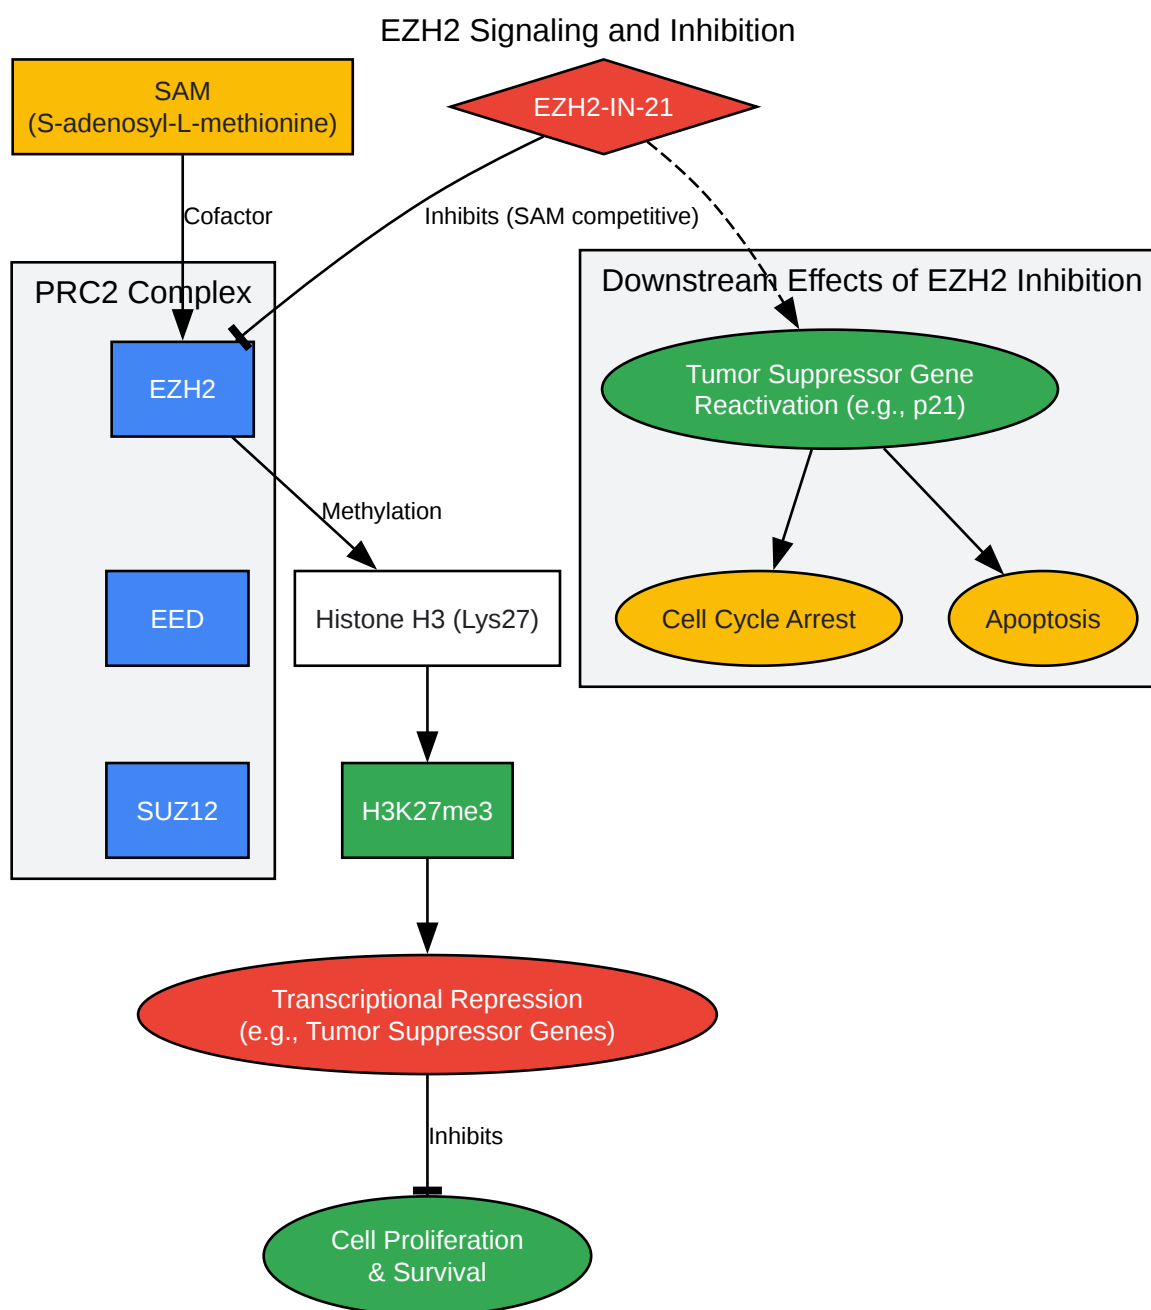 EZH2 Signaling and Inhibition
SAM
(S-adenosyl-L-methionine)
EZH2-IN-21
Cofactor
Inhibits (SAM competitive)
PRC2 Complex
Downstream Effects of EZH2 Inhibition
EZH2
Tumor Suppressor Gene
Reactivation (e.g., p21)
Methylation
EED
Histone H3 (Lys27)
Cell Cycle Arrest
Apoptosis
SUZ12
H3K27me3
Transcriptional Repression
(e.g., Tumor Suppressor Genes)
Inhibits
Cell Proliferation
& Survival